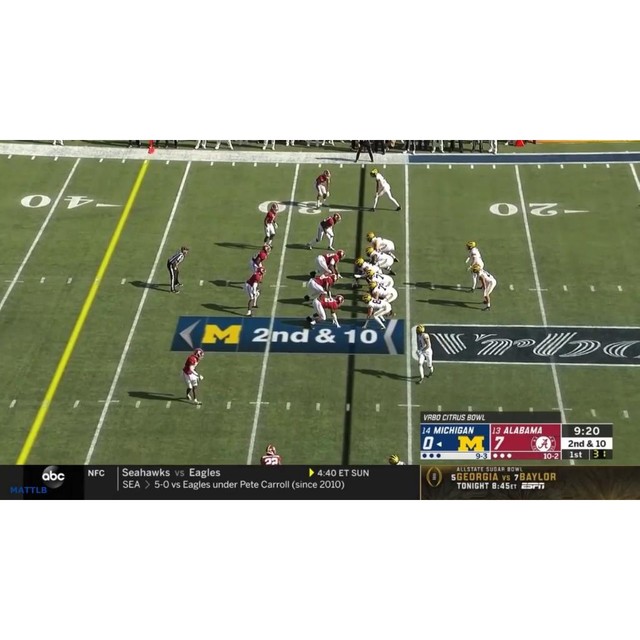 40
30
20
M 2nd & 10
VRBO CITRUS BOWL
14 MICHIGAN 13 ALABAMA 9:20
0 M 7 A 2nd & 10
9-3 10-2 1st 31
abc NFC Seahawks vs Eagles 4:40 ET SUN
SEA > 5-0 vs Eagles under Pete Carroll (since 2010)
MATTLB
ALLSTATE SUGAR BOWL
5 GEORGIA VS 7 BAYLOR
TONIGHT 8:45ET ESPN